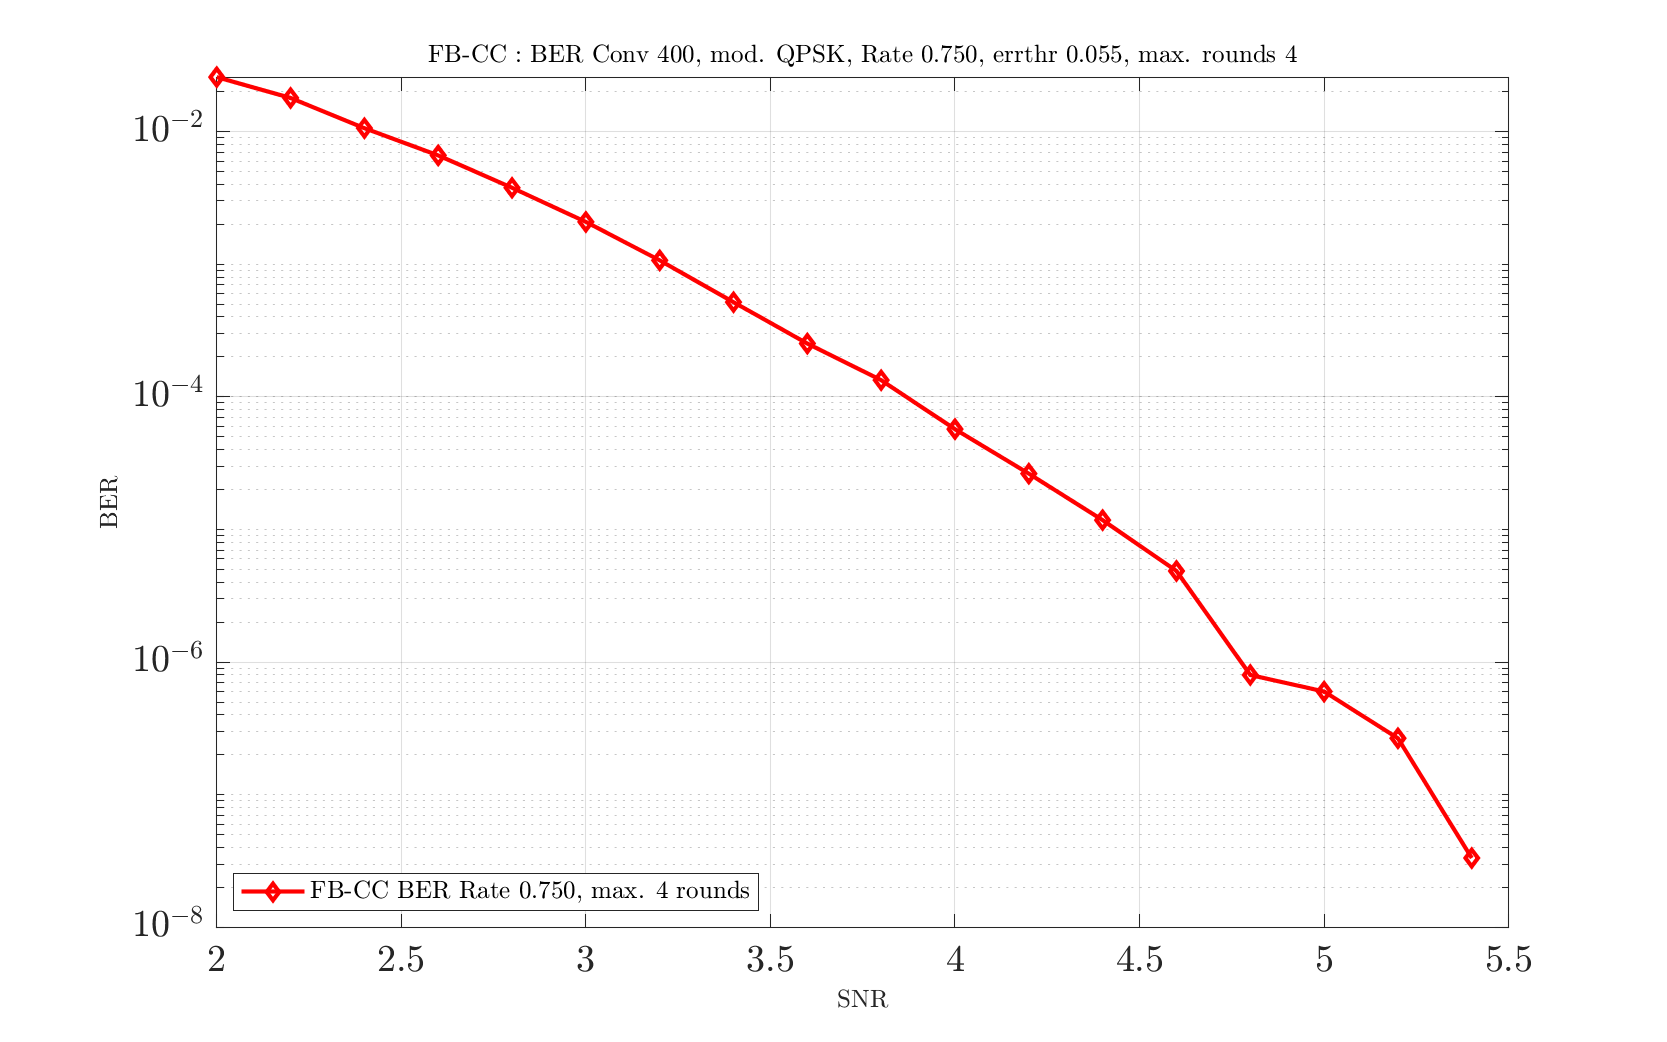 FB-CC : BER Conv 400, mod. QPSK, Rate 0.750, errthr 0.055, max. rounds 4
10⁻²
10⁻⁴
BER
10⁻⁶
FB-CC BER Rate 0.750, max. 4 rounds
10⁻⁸
2 2.5 3 3.5 4 4.5 5 5.5
SNR